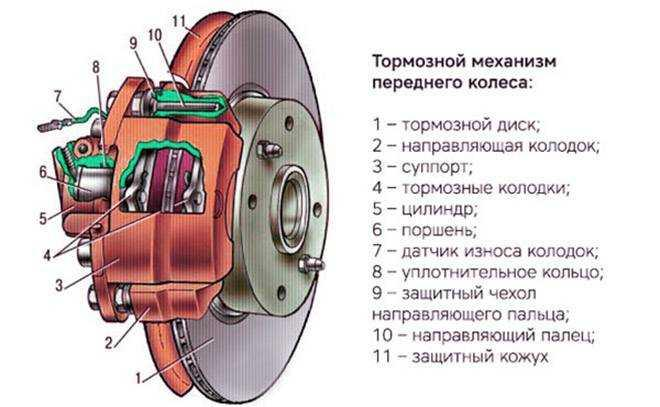 11
10
9
8
7
6
5
4
3
2
1
Тормозной механизм
переднего колеса:
1 – тормозной диск;
2 – направляющая колодок;
3 – суппорт;
4 – тормозные колодки;
5 – цилиндр;
6 – поршень;
7 – датчик износа колодок;
8 – уплотнительное кольцо;
9 – защитный чехол
направляющего пальца;
10 – направляющий палец;
11 – защитный кожух